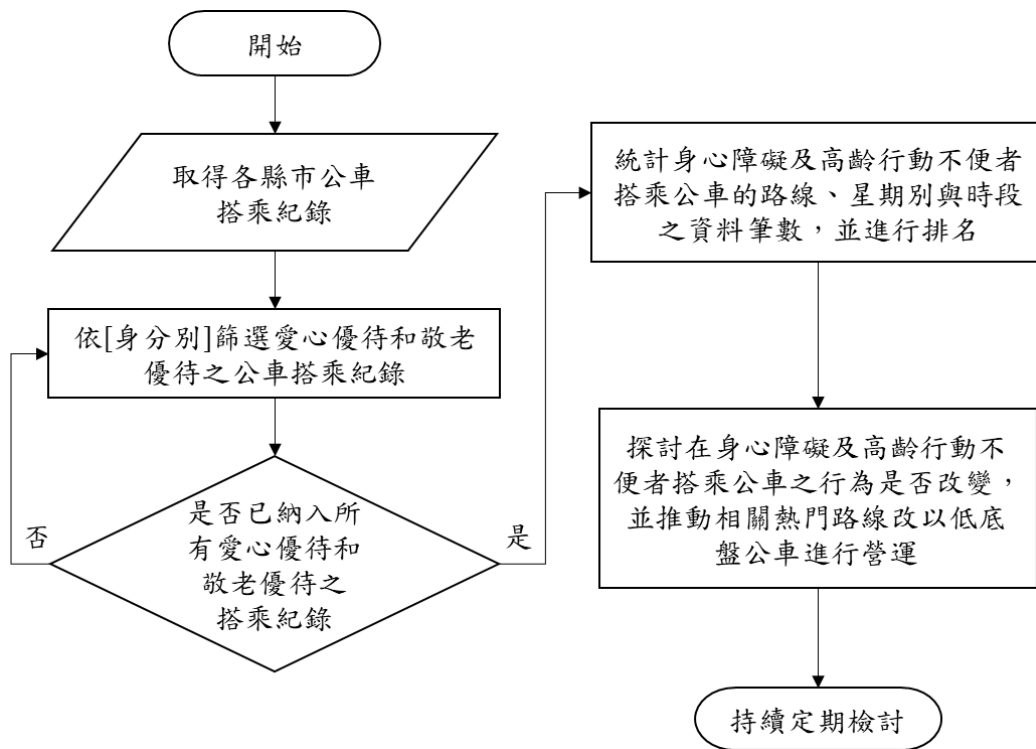 開始
取得各縣市公車
搭乘紀錄
依[身分別]篩選愛心優待和敬老
優待之公車搭乘紀錄
是否已納入所
有愛心優待和
敬老優待之
搭乘紀錄
否
是
統計身心障礙及高齡行動不便者
搭乘公車的路線、星期別與時段
之資料筆數，並進行排名
探討在身心障礙及高齡行動不
便者搭乘公車之行為是否改變，
並推動相關熱門路線改以低底
盤公車進行營運
持續定期檢討